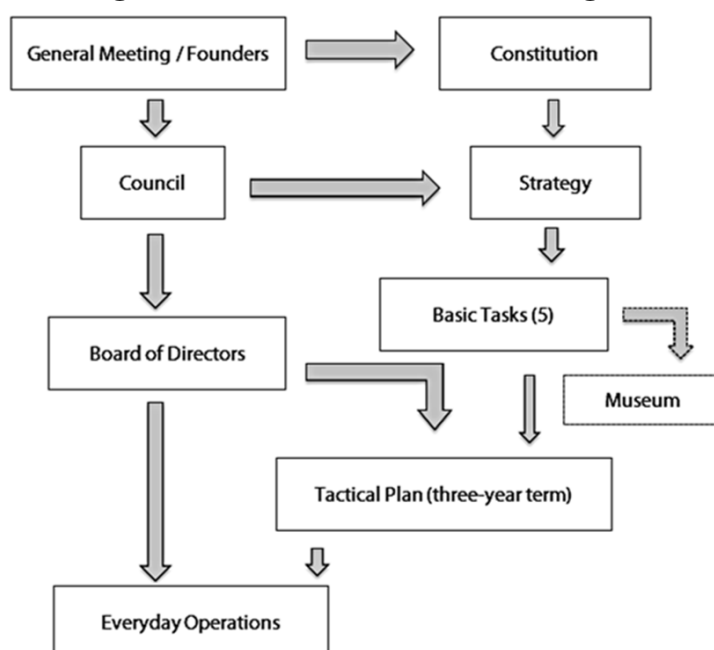 General Meeting / Founders
Constitution
Council
Strategy
Basic Tasks (5)
Board of Directors
Museum
Tactical Plan (three-year term)
Everyday Operations